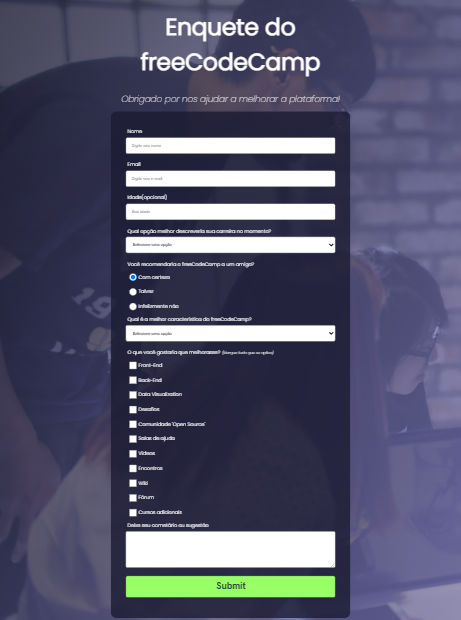 Enquete do
freeCodeCamp
Obrigado por nos ajudar a melhorar a plataforma!
Nome
Digite seu nome
Email
Digite seu e-mail
Idade(opcional)
Sua idade
Qual opção melhor descreveria sua carreira no momento?
Selecione uma opção
Você recomendaria o freeCodeCamp a um amigo?
Com certeza
Talvez
Infelizmente não
Qual é a melhor característica do freeCodeCamp?
Selecione uma opção
O que você gostaria que melhorasse? (Marque tudo que se aplica)
Front-End
Back-End
Data Visualization
Desafios
Comunidade 'Open Source'
Salas de ajuda
Vídeos
Encontros
Wiki
Fórum
Cursos adicionais
Deixe seu comentário ou sugestão
Submit